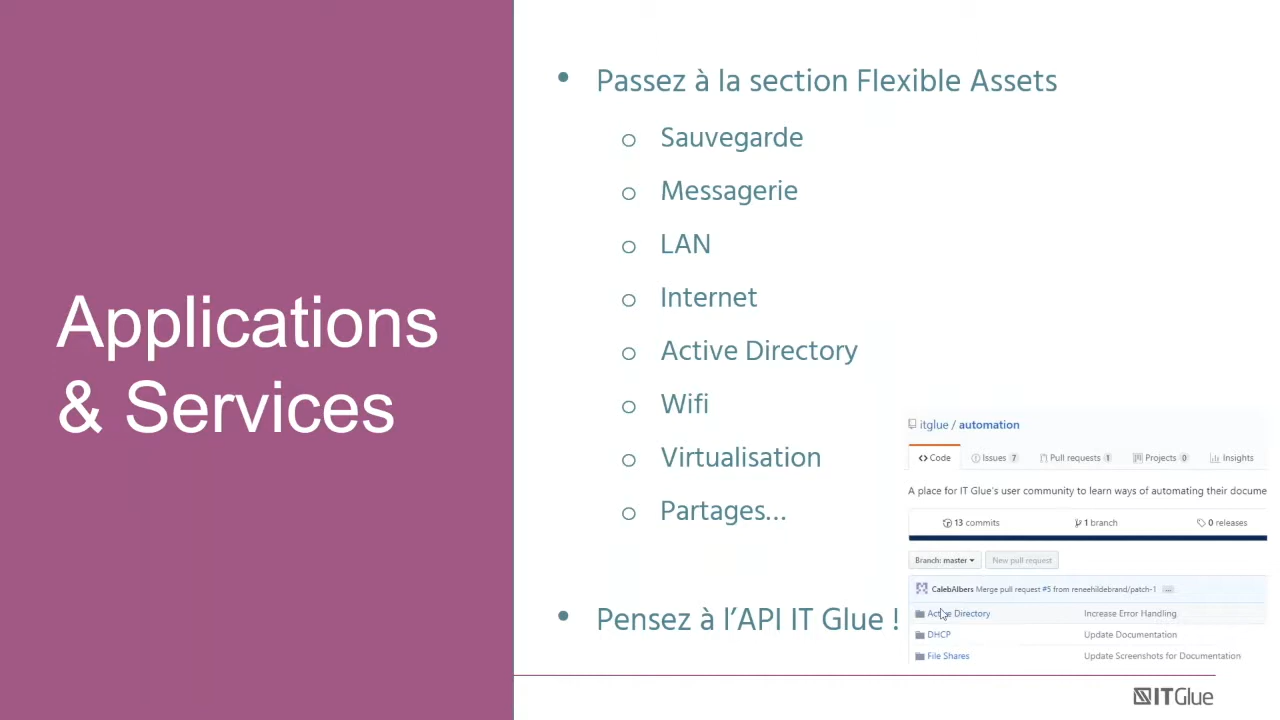 Applications
& Services
• Passez à la section Flexible Assets
o Sauvegarde
o Messagerie
o LAN
o Internet
o Active Directory
o Wifi
o Virtualisation
o Partages...
• Pensez à l'API IT Glue !
itglue / automation
<> Code Issues 7 Pull requests 1 Projects 0 Insights
A place for IT Glue's user community to learn ways of automating their docume
13 commits 1 branch 0 releases
Branch: master New pull request
CalebAlbers Merge pull request #5 from reneehildebrand/patch-1 ...
Active Directory Increase Error Handling
DHCP Update Documentation
File Shares Update Screenshots for Documentation
ITGlue